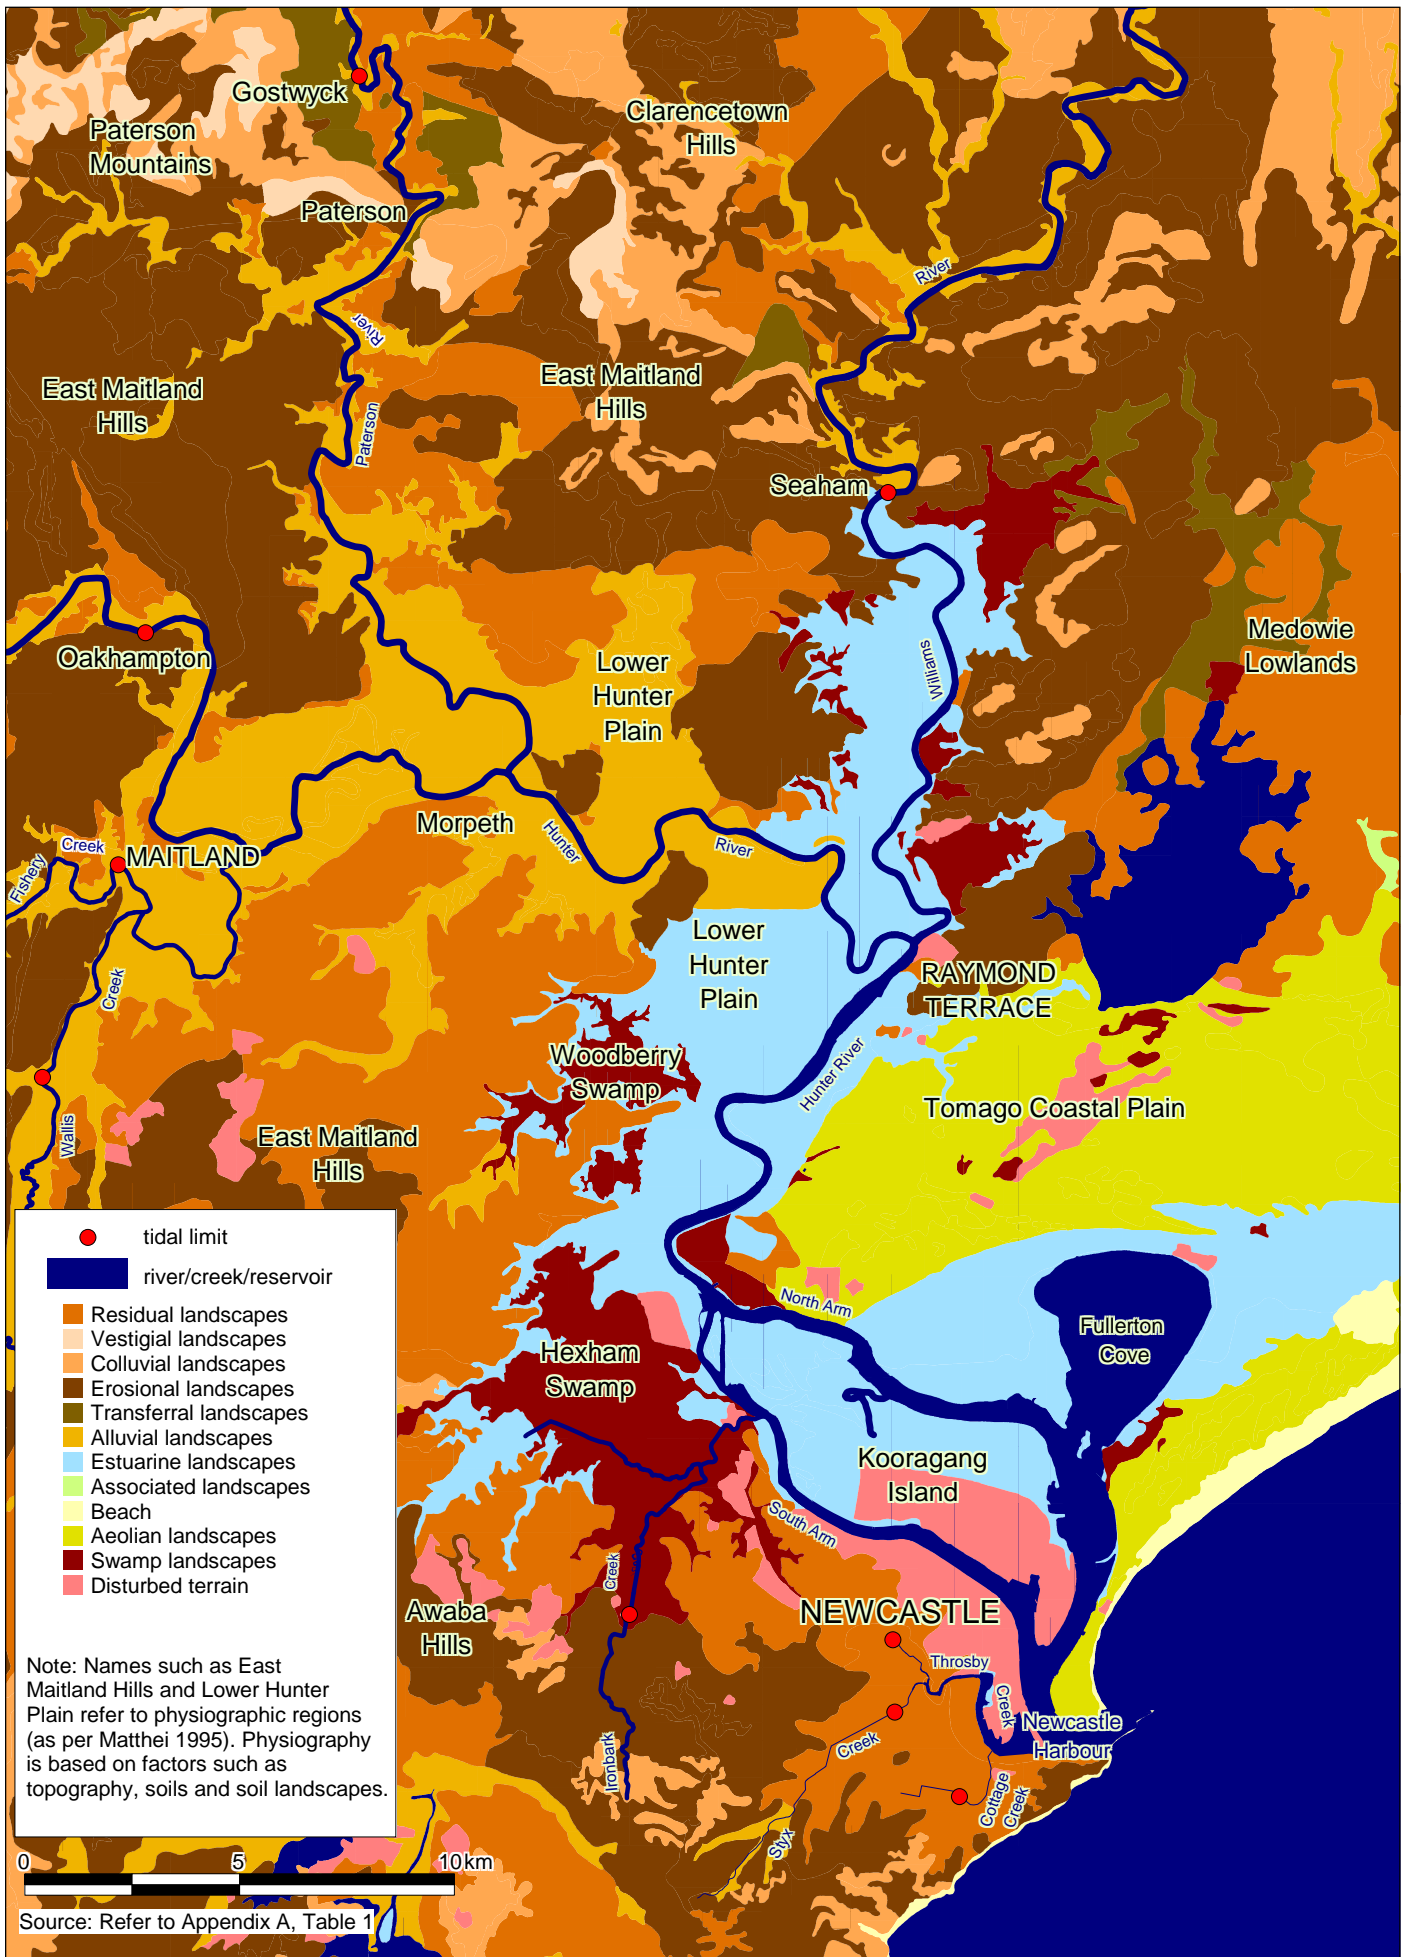 Gostwyck
Paterson
Mountains
Clarencetown
Hills
Paterson
River
River
East Maitland
Hills
East Maitland
Hills
Paterson
Seaham
Oakhampton
Lower
Hunter
Plain
Williams
Medowie
Lowlands
Morpeth
Hunter
River
Creek
MAITLAND
Fishery
Creek
Lower
Hunter
Plain
RAYMOND
TERRACE
Woodberry
Swamp
Hunter River
Tomago Coastal Plain
Wallis
East Maitland
Hills
North Arm
Fullerton
Cove
Hexham
Swamp
Kooragang
Island
South Arm
Creek
Awaba
Hills
NEWCASTLE
Throsby
Creek
Newcastle
Harbour
Creek
Ironbark
Cottage
Creek
Styx
tidal limit
river/creek/reservoir
Residual landscapes
Vestigial landscapes
Colluvial landscapes
Erosional landscapes
Transferral landscapes
Alluvial landscapes
Estuarine landscapes
Associated landscapes
Beach
Aeolian landscapes
Swamp landscapes
Disturbed terrain
Note: Names such as East
Maitland Hills and Lower Hunter
Plain refer to physiographic regions
(as per Matthei 1995). Physiography
is based on factors such as
topography, soils and soil landscapes.
0 5 10 km
Source: Refer to Appendix A, Table 1